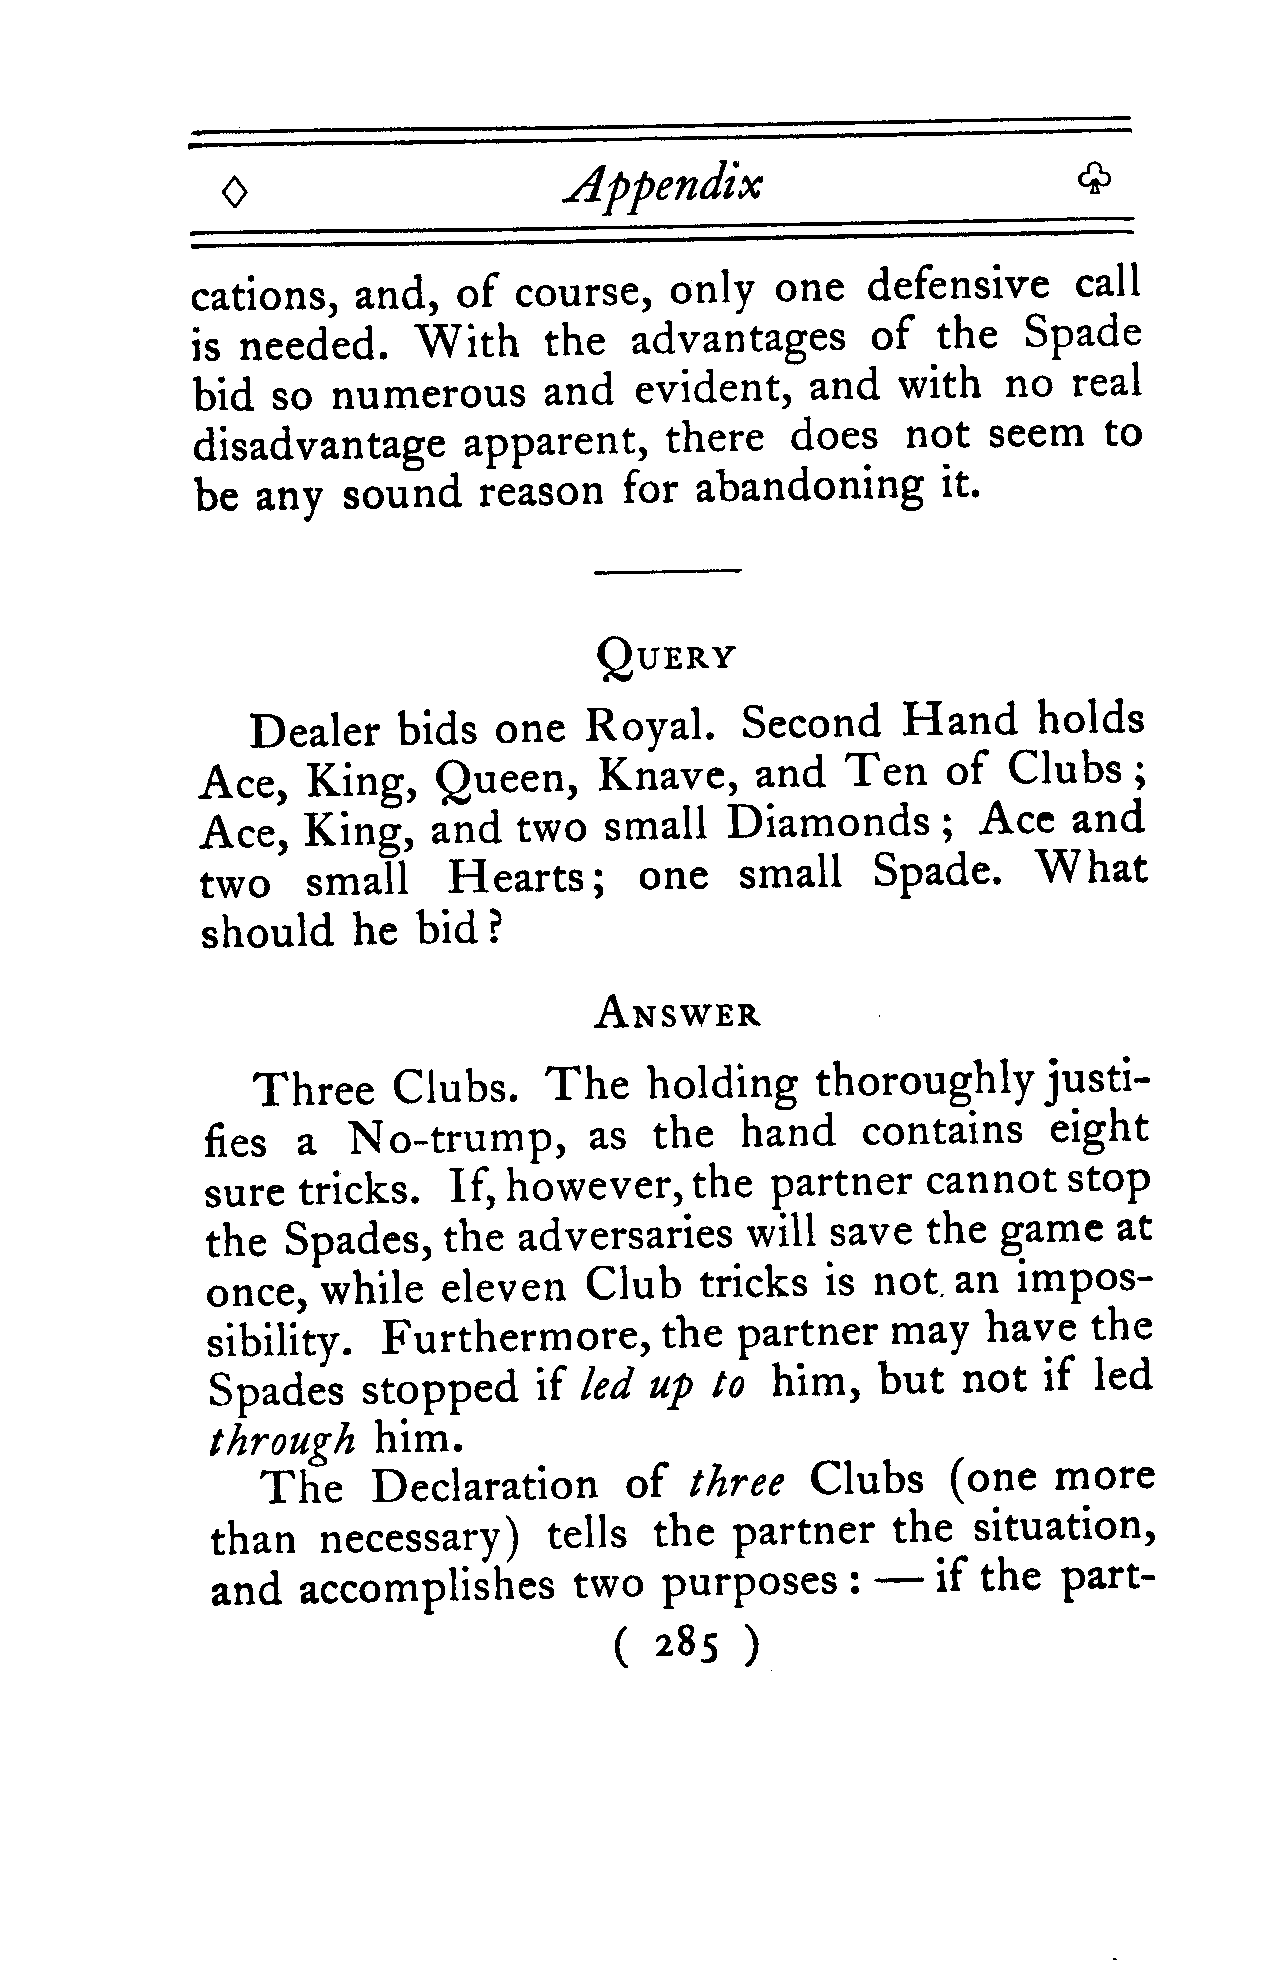 ◊ Appendix ♧
cations, and, of course, only one defensive call
is needed. With the advantages of the Spade
bid so numerous and evident, and with no real
disadvantage apparent, there does not seem to
be any sound reason for abandoning it.
QUERY
Dealer bids one Royal. Second Hand holds
Ace, King, Queen, Knave, and Ten of Clubs;
Ace, King, and two small Diamonds; Ace and
two small Hearts; one small Spade. What
should he bid?
ANSWER
Three Clubs. The holding thoroughly justi-
fies a No-trump, as the hand contains eight
sure tricks. If, however, the partner cannot stop
the Spades, the adversaries will save the game at
once, while eleven Club tricks is not an impos-
sibility. Furthermore, the partner may have the
Spades stopped if led up to him, but not if led
through him.
The Declaration of three Clubs (one more
than necessary) tells the partner the situation,
and accomplishes two purposes: — if the part-
( 285 )